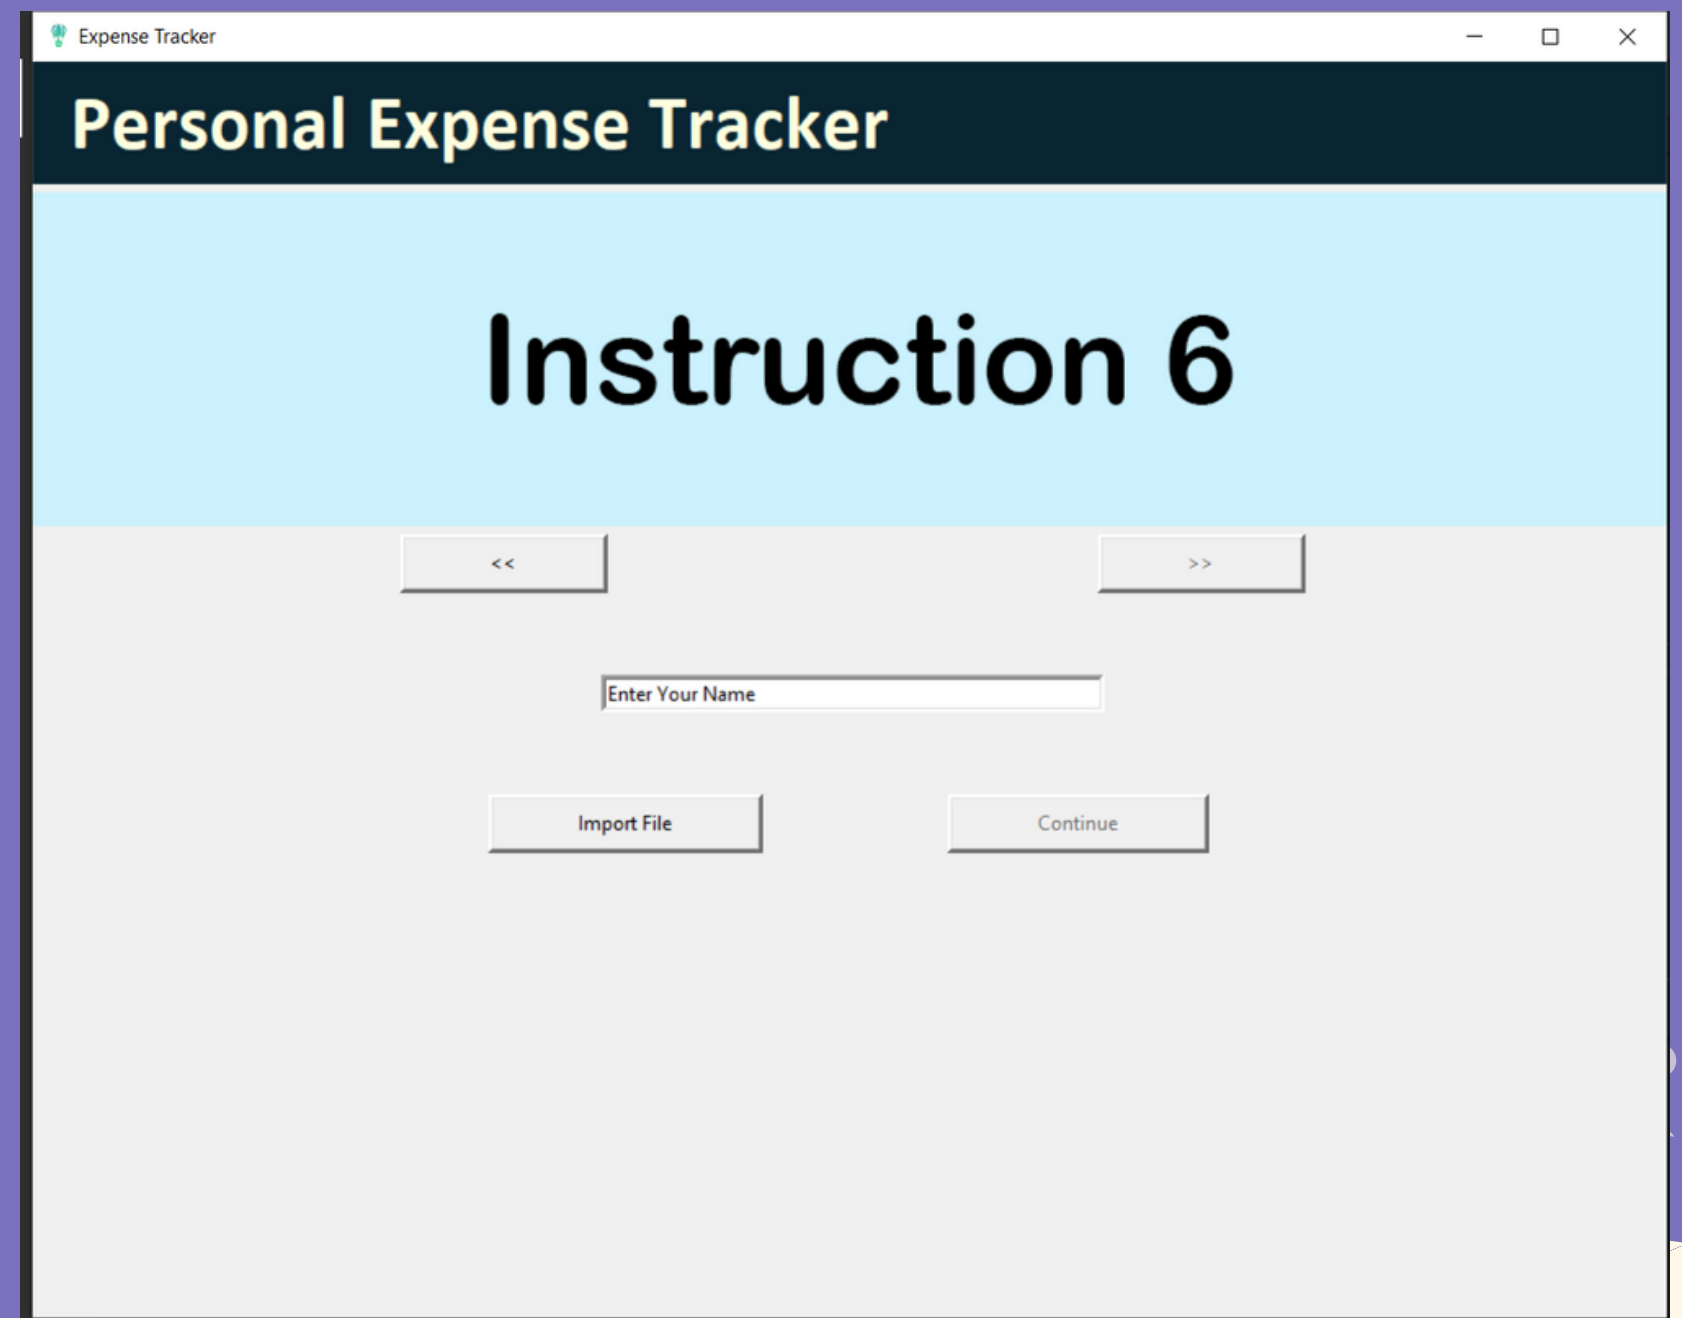 Expense Tracker
Personal Expense Tracker
Instruction 6
<< >>
Enter Your Name
Import File Continue